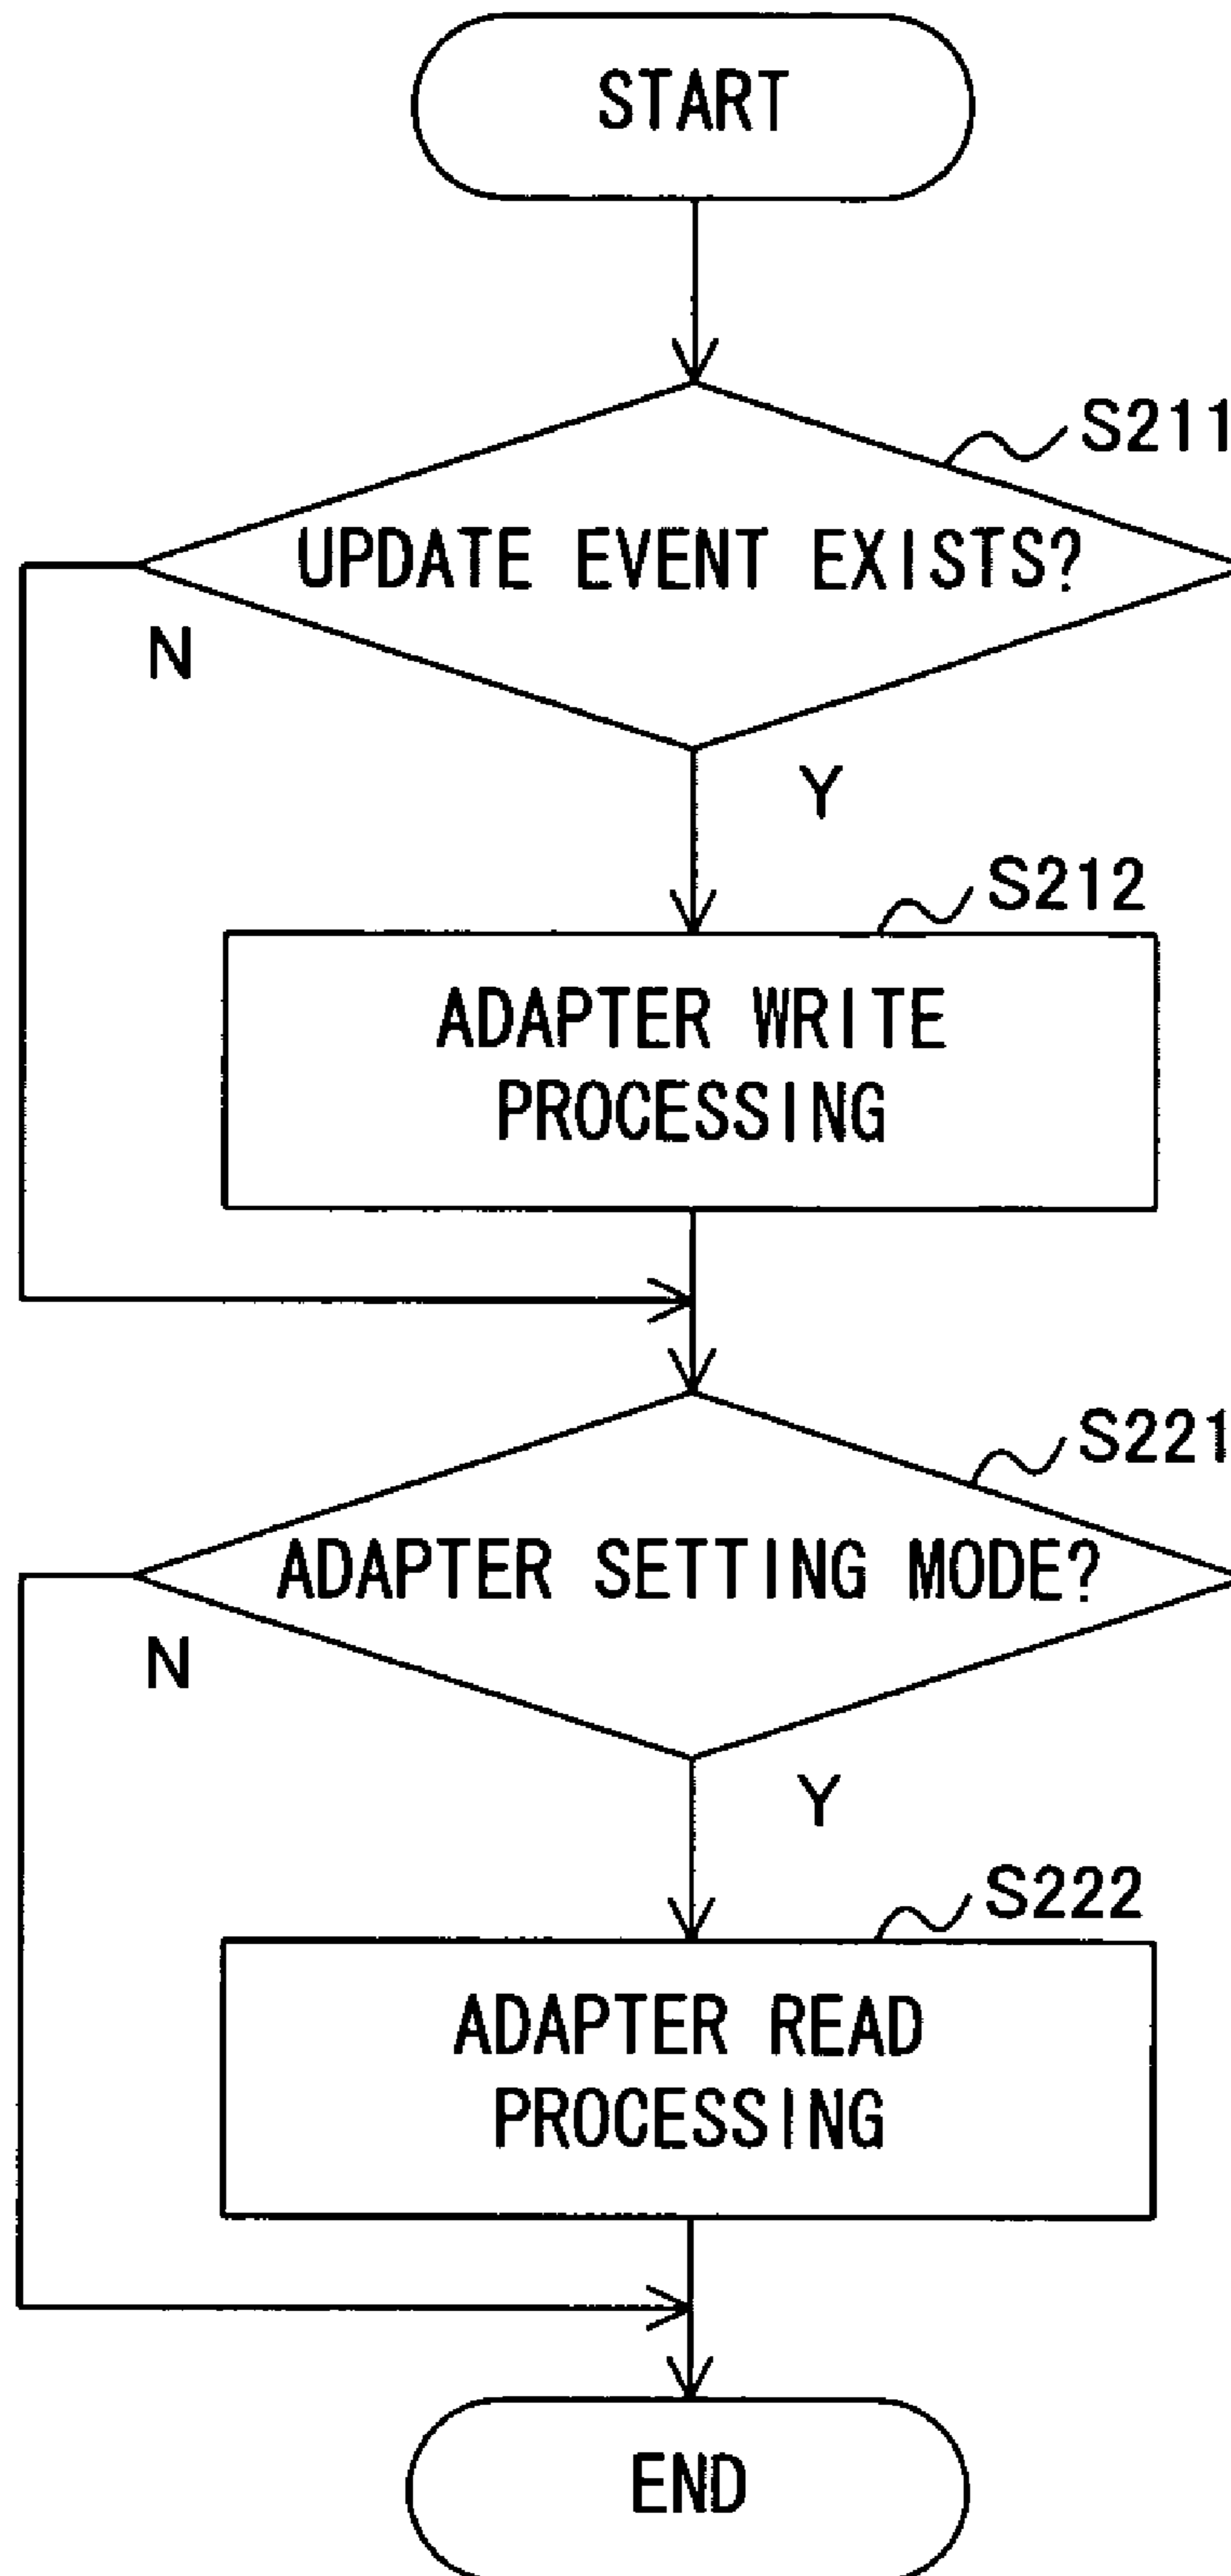 START
S211
UPDATE EVENT EXISTS?
N
Y
S212
ADAPTER WRITE
PROCESSING
S221
ADAPTER SETTING MODE?
N
Y
S222
ADAPTER READ
PROCESSING
END